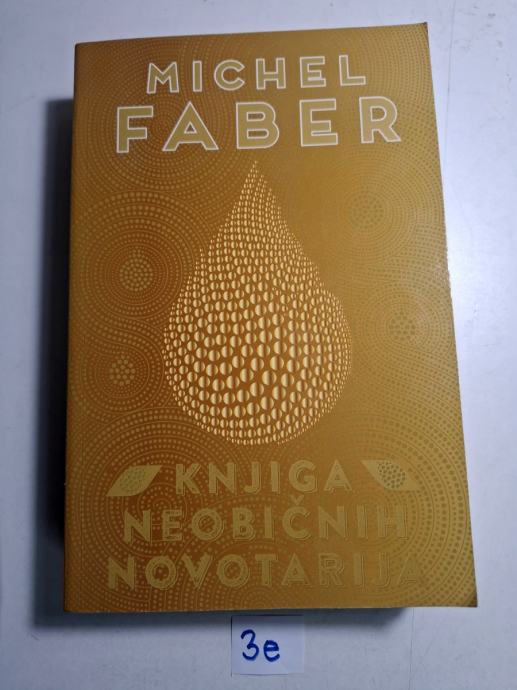 MICHEL
FABER
KNJIGA
NEOBIČNIH
NOVOTARIJA
3e